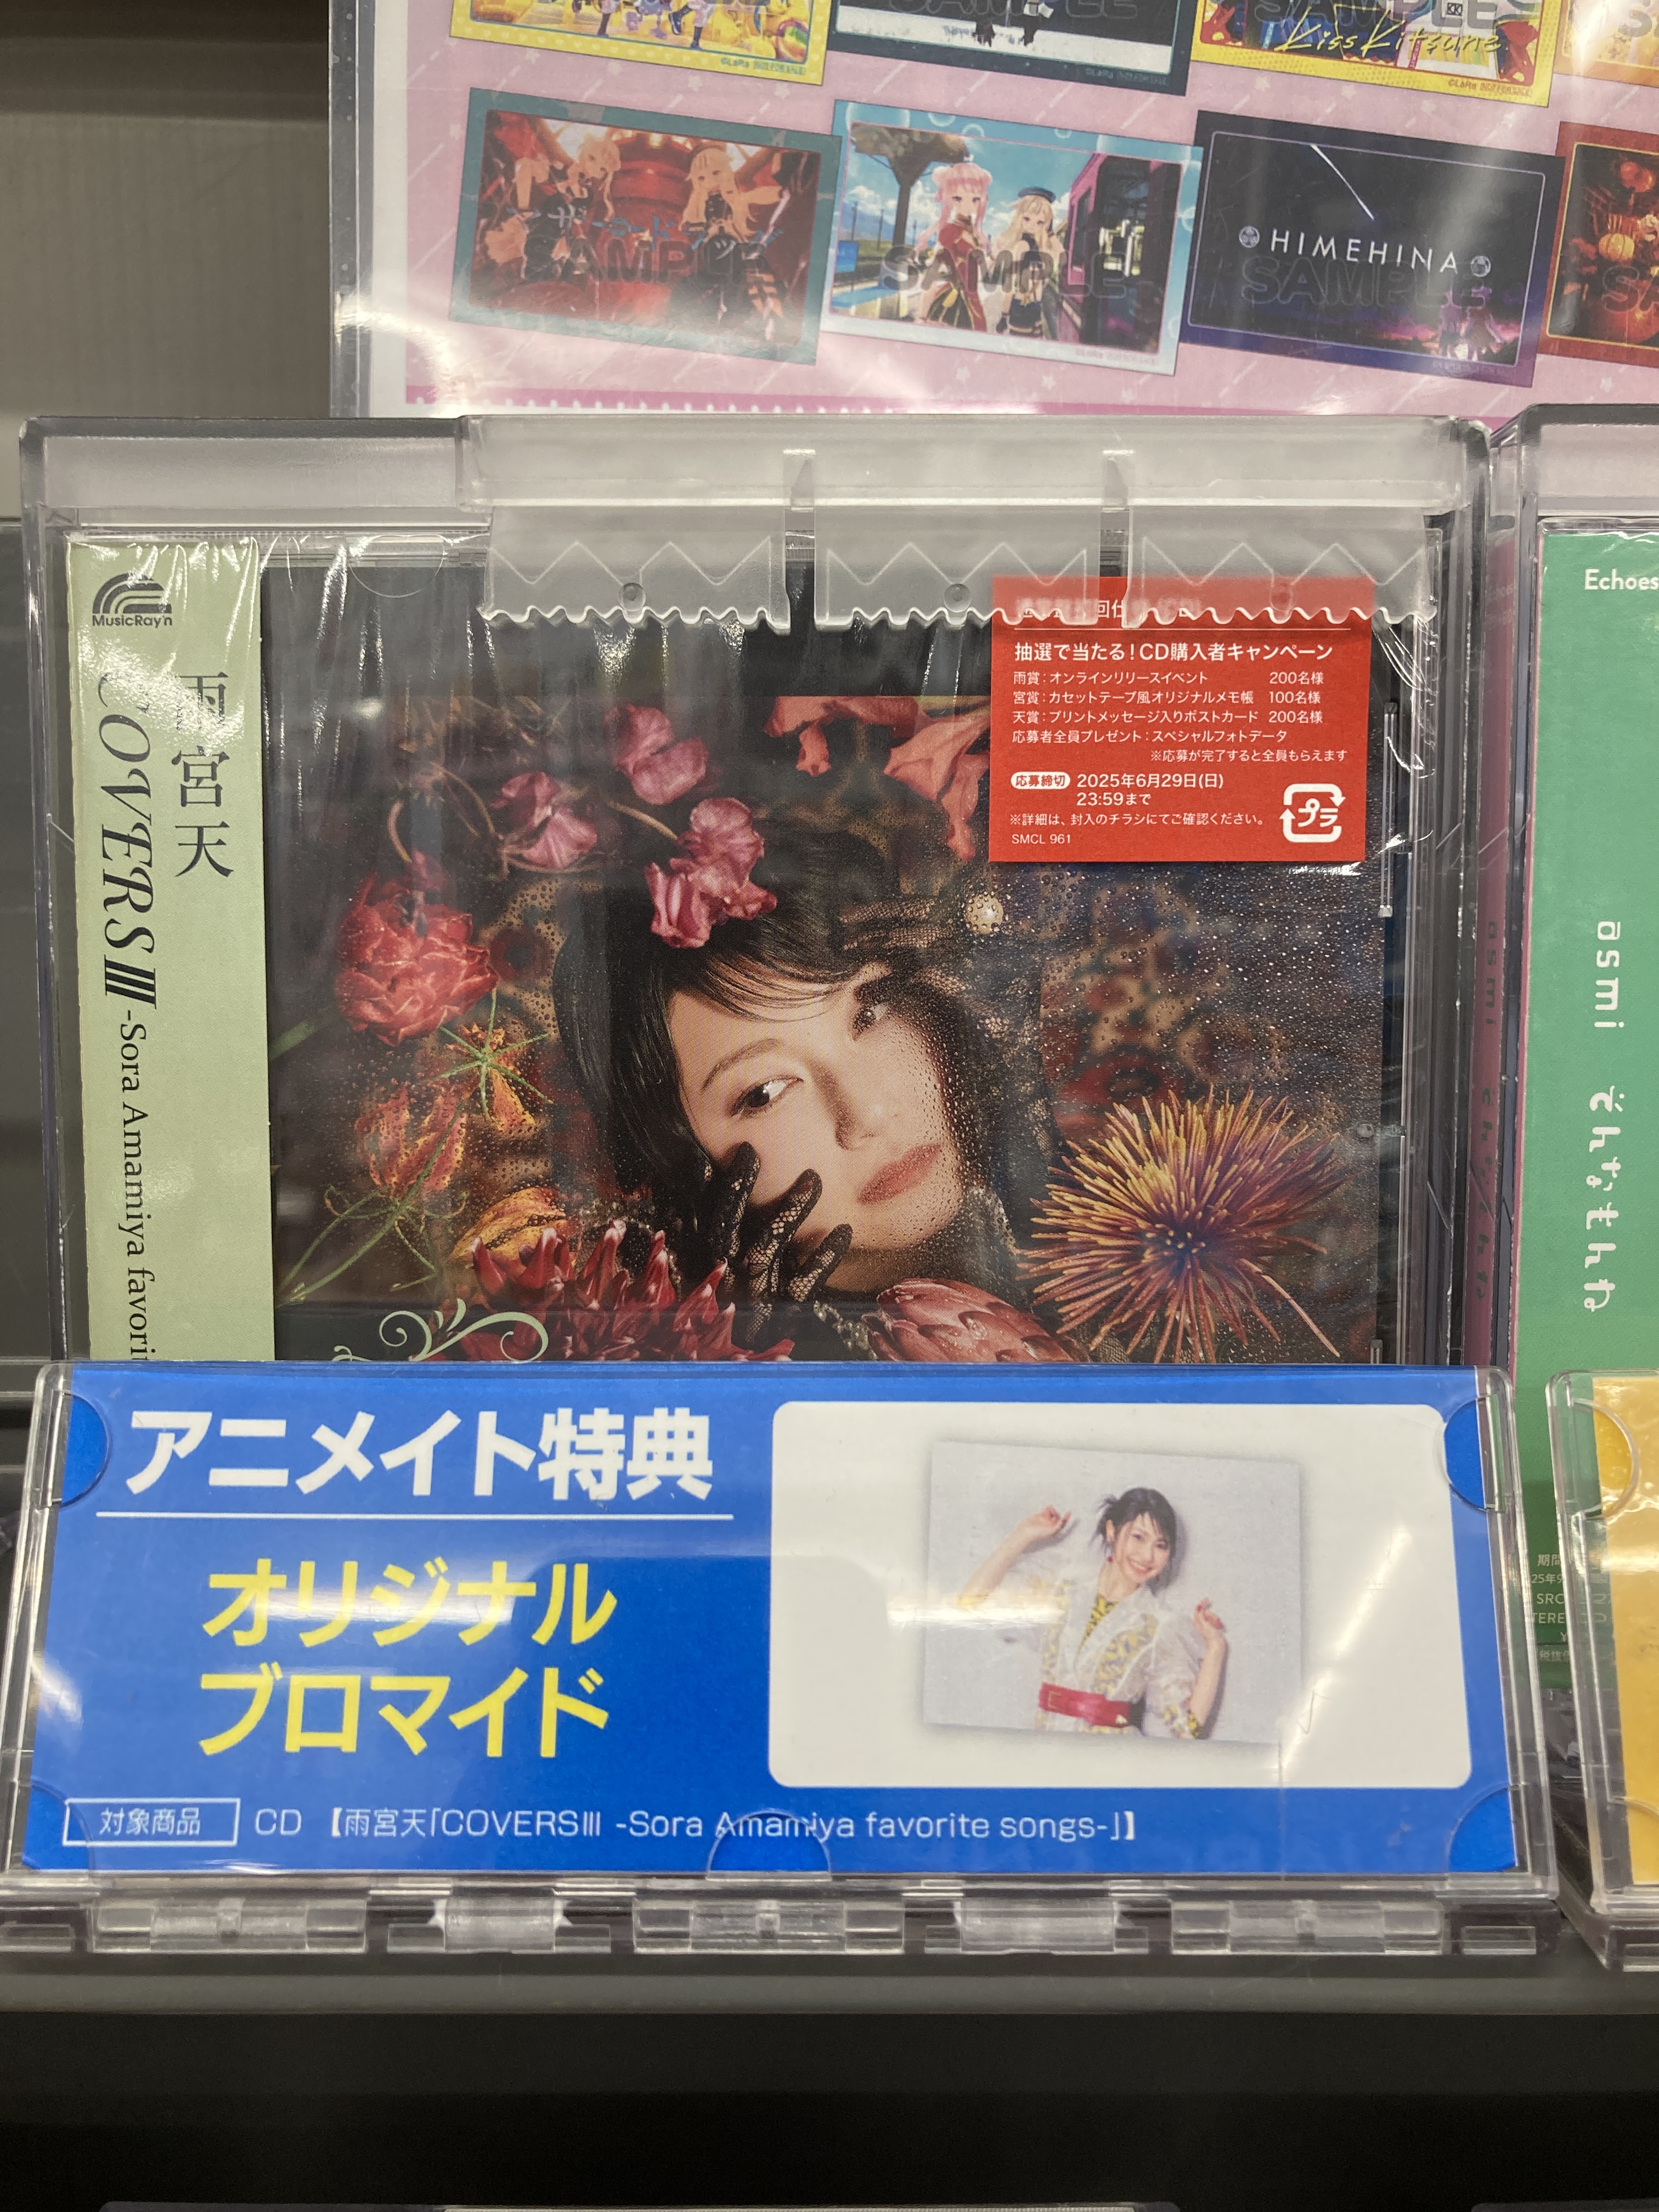 SAMPLE
SAMPLE
Kiss Kitsune
SAMPLE
SAMPLE
HIMEHINA
SAMPLE
MusicRay'n
雨宮天
COVERSⅢ -Sora Amamiya favorit
抽選で当たる!CD購入者キャンペーン
雨賞:オンラインリリースイベント 200名様
宮賞:カセットテープ風オリジナルメモ帳 100名様
天賞:プリントメッセージ入りポストカード 200名様
応募者全員プレゼント:スペシャルフォトデータ
※応募が完了すると全員もらえます
応募締切 2025年6月29日(日)
23:59まで
※詳細は、封入のチラシにてご確認ください。
SMCL 961
プラ
Echoes
asmi
アニメイト特典
オリジナル
ブロマイド
対象商品 CD 【雨宮天「COVERSⅢ -Sora Amamiya favorite songs-」】